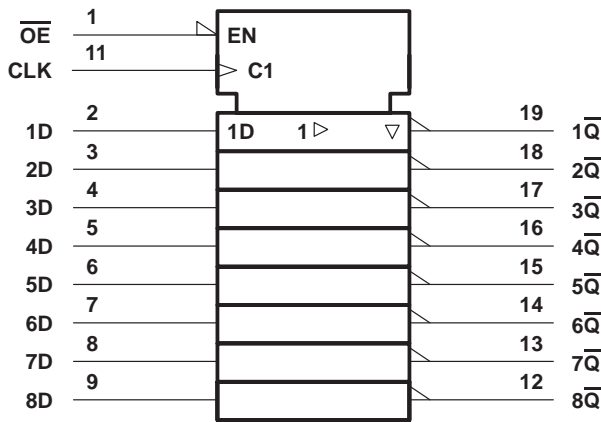 OE 1 EN
CLK 11 C1
1D 2 1D 1 19 1Q
2D 3 18 2Q
3D 4 17 3Q
4D 5 16 4Q
5D 6 15 5Q
6D 7 14 6Q
7D 8 13 7Q
8D 9 12 8Q